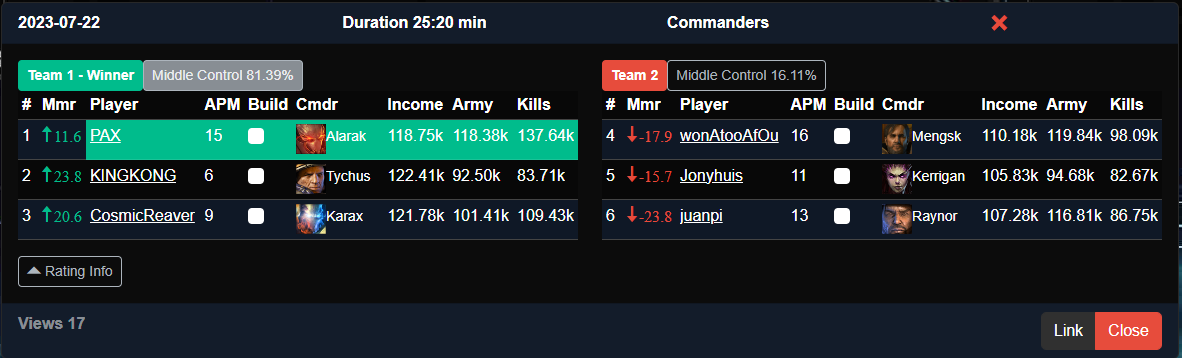 2023-07-22 Duration 25:20 min Commanders
Team 1 - Winner Middle Control 81.39%
# Mmr Player APM Build Cmdr Income Army Kills
1 11.6 PAX 15 Alarak 118.75k 118.38k 137.64k
2 23.8 KINGKONG 6 Tychus 122.41k 92.50k 83.71k
3 20.6 CosmicReaver 9 Karax 121.78k 101.41k 109.43k
Team 2 Middle Control 16.11%
# Mmr Player APM Build Cmdr Income Army Kills
4 -17.9 wonAtooAfOu 16 Mengsk 110.18k 119.84k 98.09k
5 -15.7 Jonyhuis 11 Kerrigan 105.83k 94.68k 82.67k
6 -23.8 juanpi 13 Raynor 107.28k 116.81k 86.75k
Rating Info
Views 17
Link Close